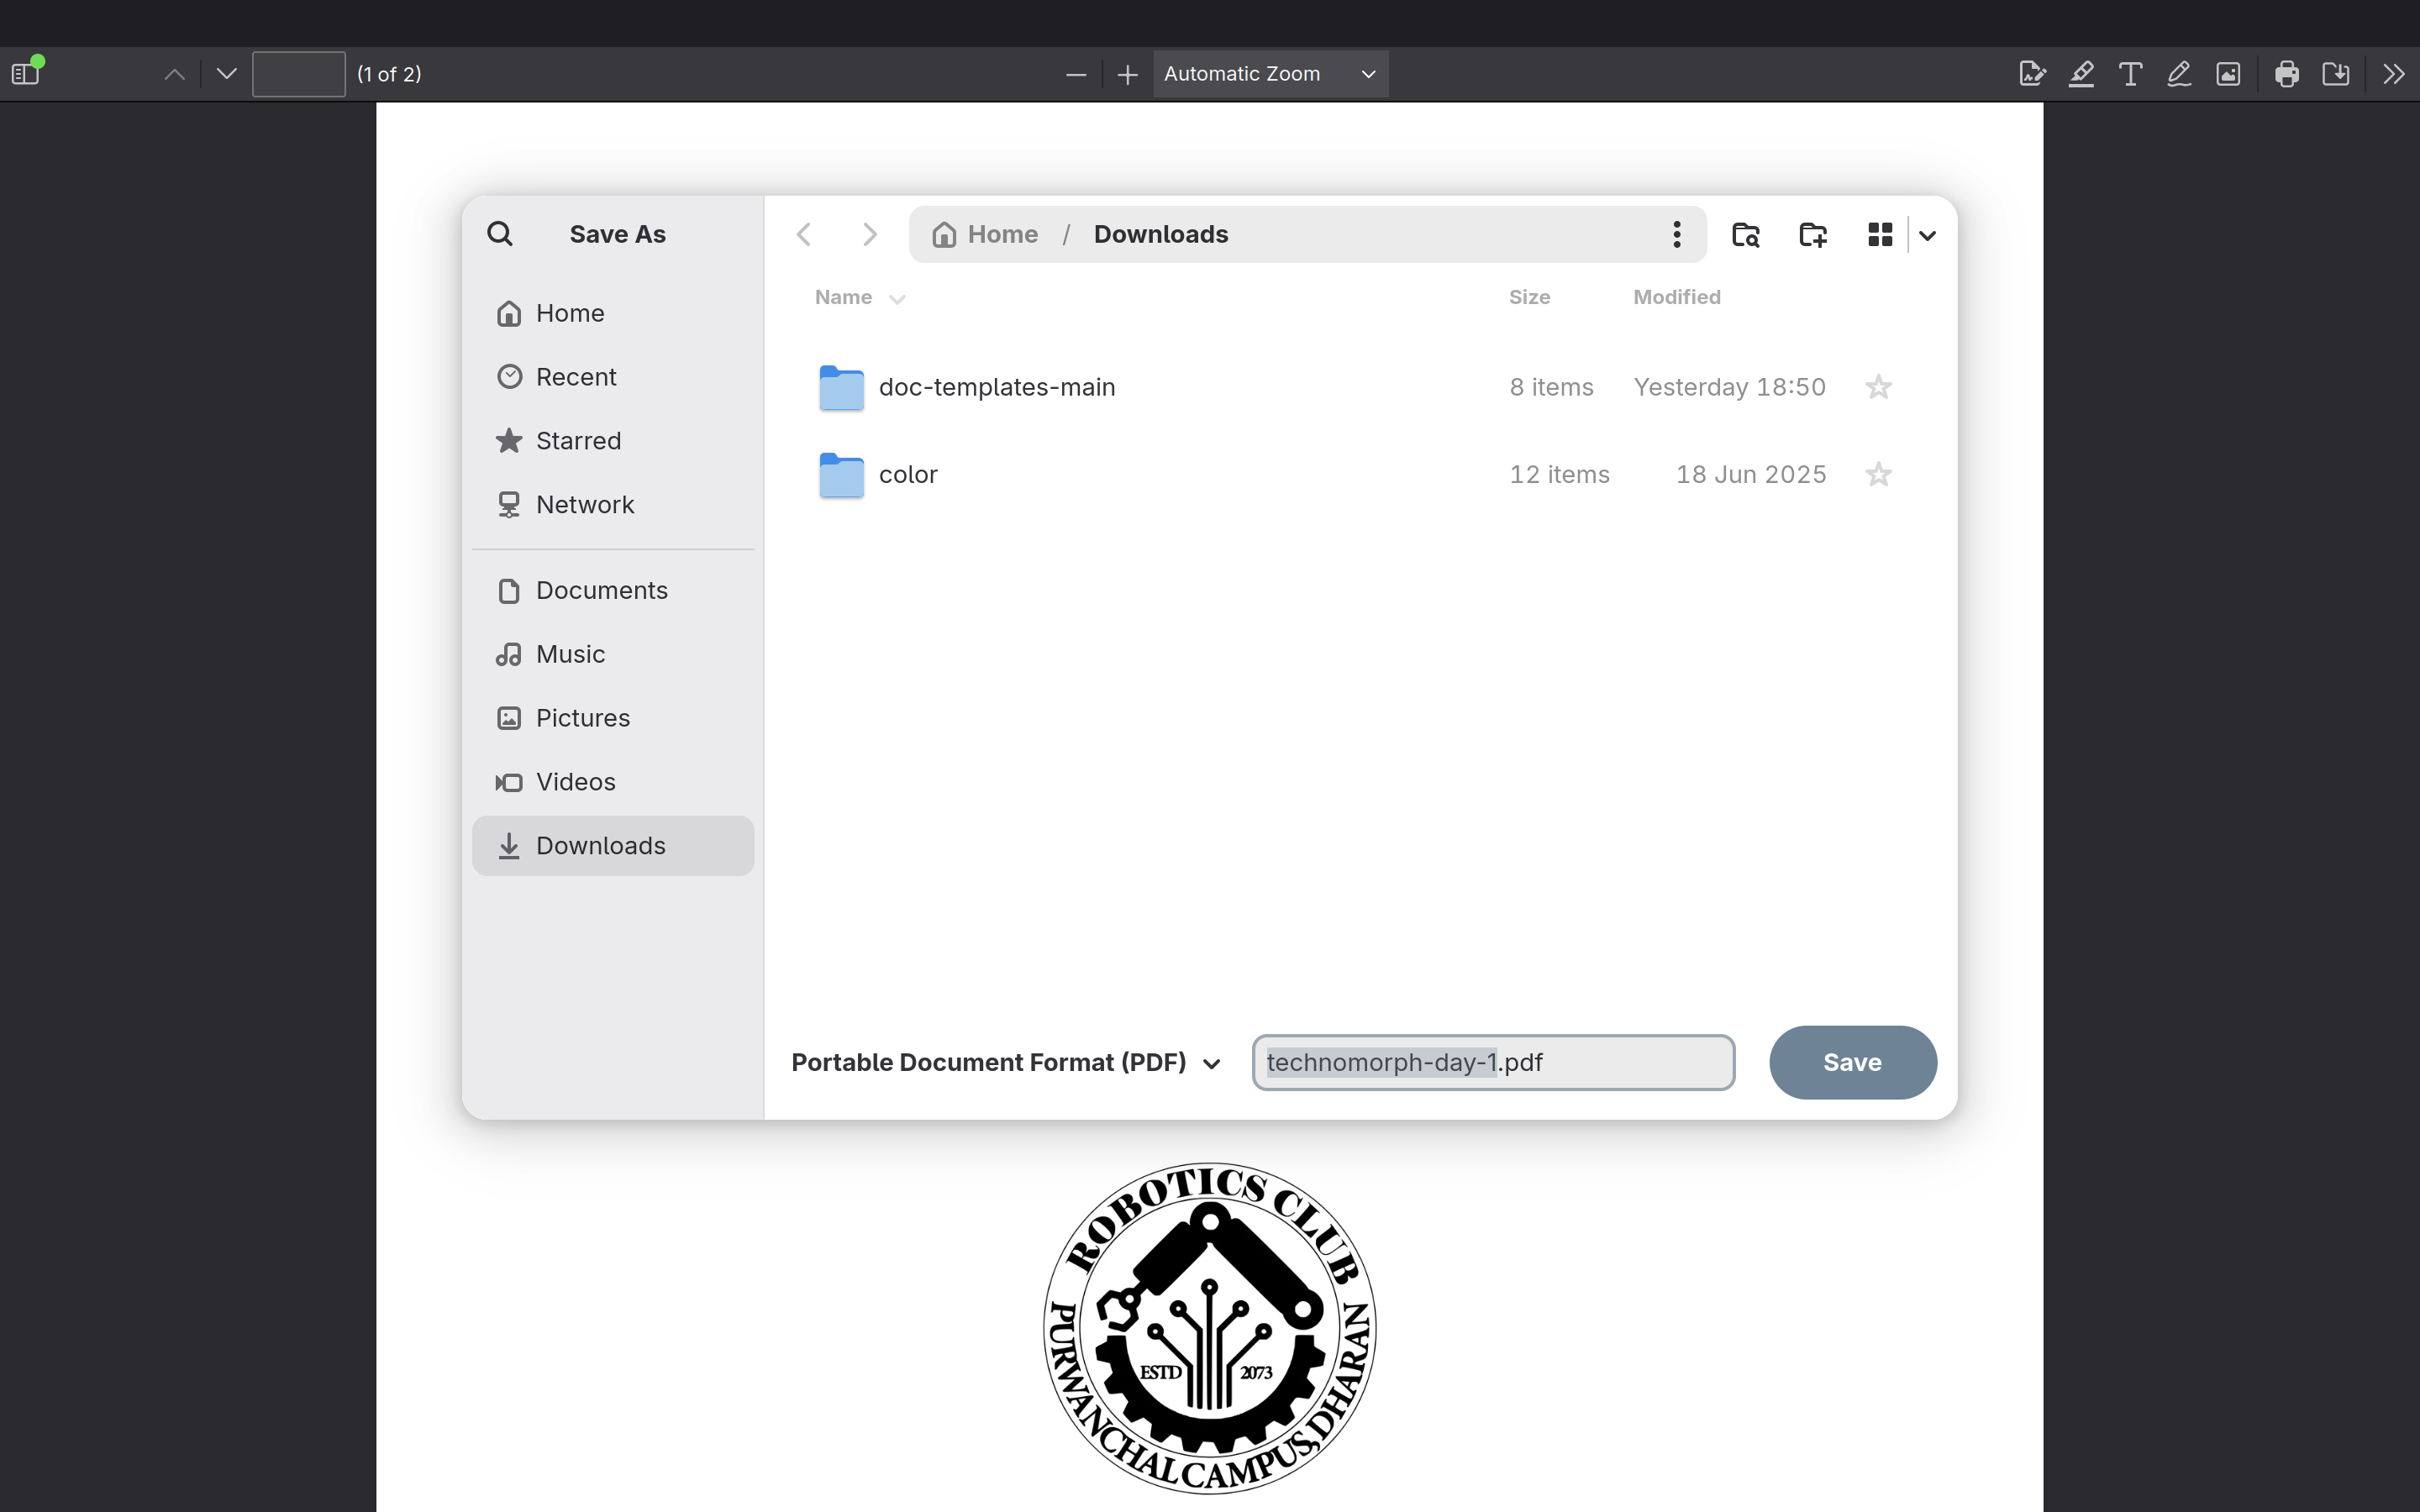 (1 of 2)
Automatic Zoom
Save As
Home / Downloads
Home
Recent
Starred
Network
Documents
Music
Pictures
Videos
Downloads
Name Size Modified
doc-templates-main 8 items Yesterday 18:50
color 12 items 18 Jun 2025
Portable Document Format (PDF) technomorph-day-1.pdf Save
ROBOTICS CLUB
ESTD 2073
PURWANCHAL CAMPUS, DHARAN